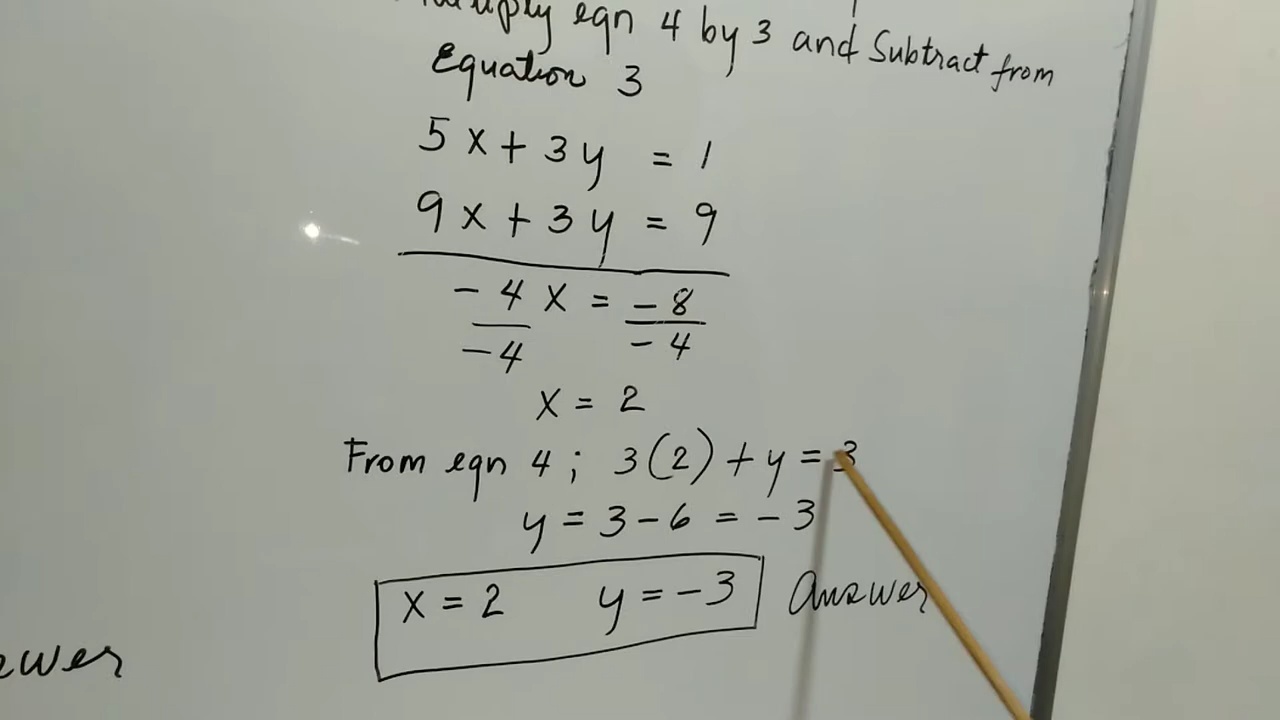 Multiply eqn 4 by 3 and Subtract from
Equation 3
5x + 3y = 1
9x + 3y = 9
-4x = -8
-4 -4
x = 2
From eqn 4; 3(2) + y = 3
y = 3 - 6 = -3
x = 2 y = -3 Answer